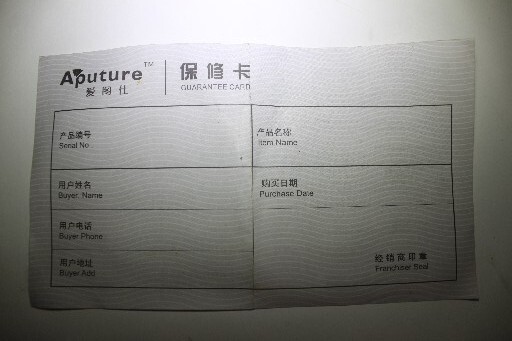 Aputure™
爱图仕
保修卡
GUARANTEE CARD
产品编号
Serial No
产品名称
Item Name
用户姓名
Buyer. Name
购买日期
Purchase Date
用户电话
Buyer Phone
用户地址
Buyer Add
经销商印章
Franchiser Seal